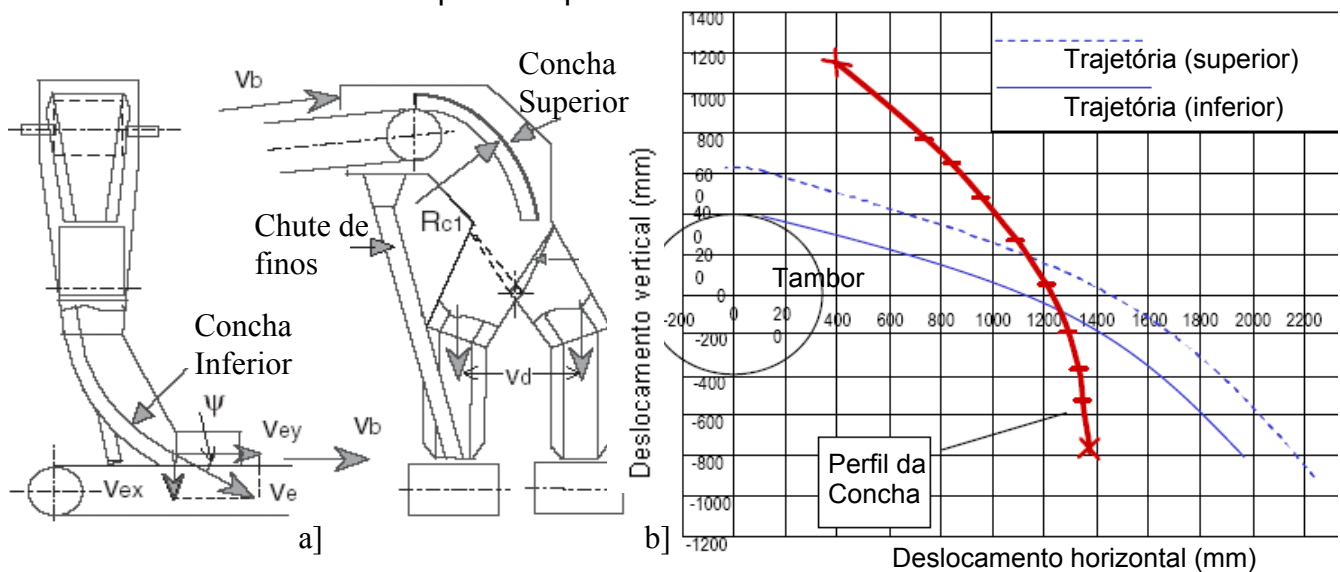 Vb
Concha
Superior
Rc1
Chute de
finos
Concha
Inferior
ψ
Vey
Vb
Vex
Ve
Vd
a]
b]
Deslocamento vertical (mm)
1400
1200
1000
800
60
0
40
0
20
0
0
-200
-400
-600
-800
-1000
-1200
-200
0
0
20
0
400
600
800
1000
1200
1400
1600
1800
2000
2200
Trajetória (superior)
Trajetória (inferior)
Tambor
Perfil da
Concha
Deslocamento horizontal (mm)